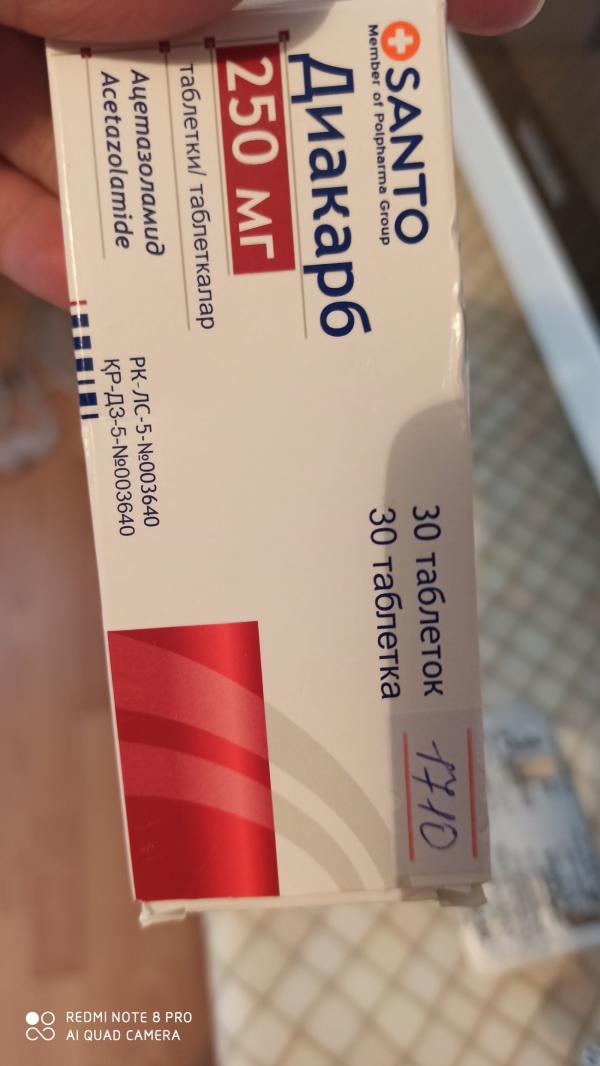 SANTO
Member of Polpharma Group
Диакарб
250 мг
таблетки/ таблеткалар
Ацетазоламид
Acetazolamide
30 таблеток
30 таблетка
1710
РК-ЛС-5-№003640
ҚР-ДЗ-5-№003640
REDMI NOTE 8 PRO
AI QUAD CAMERA